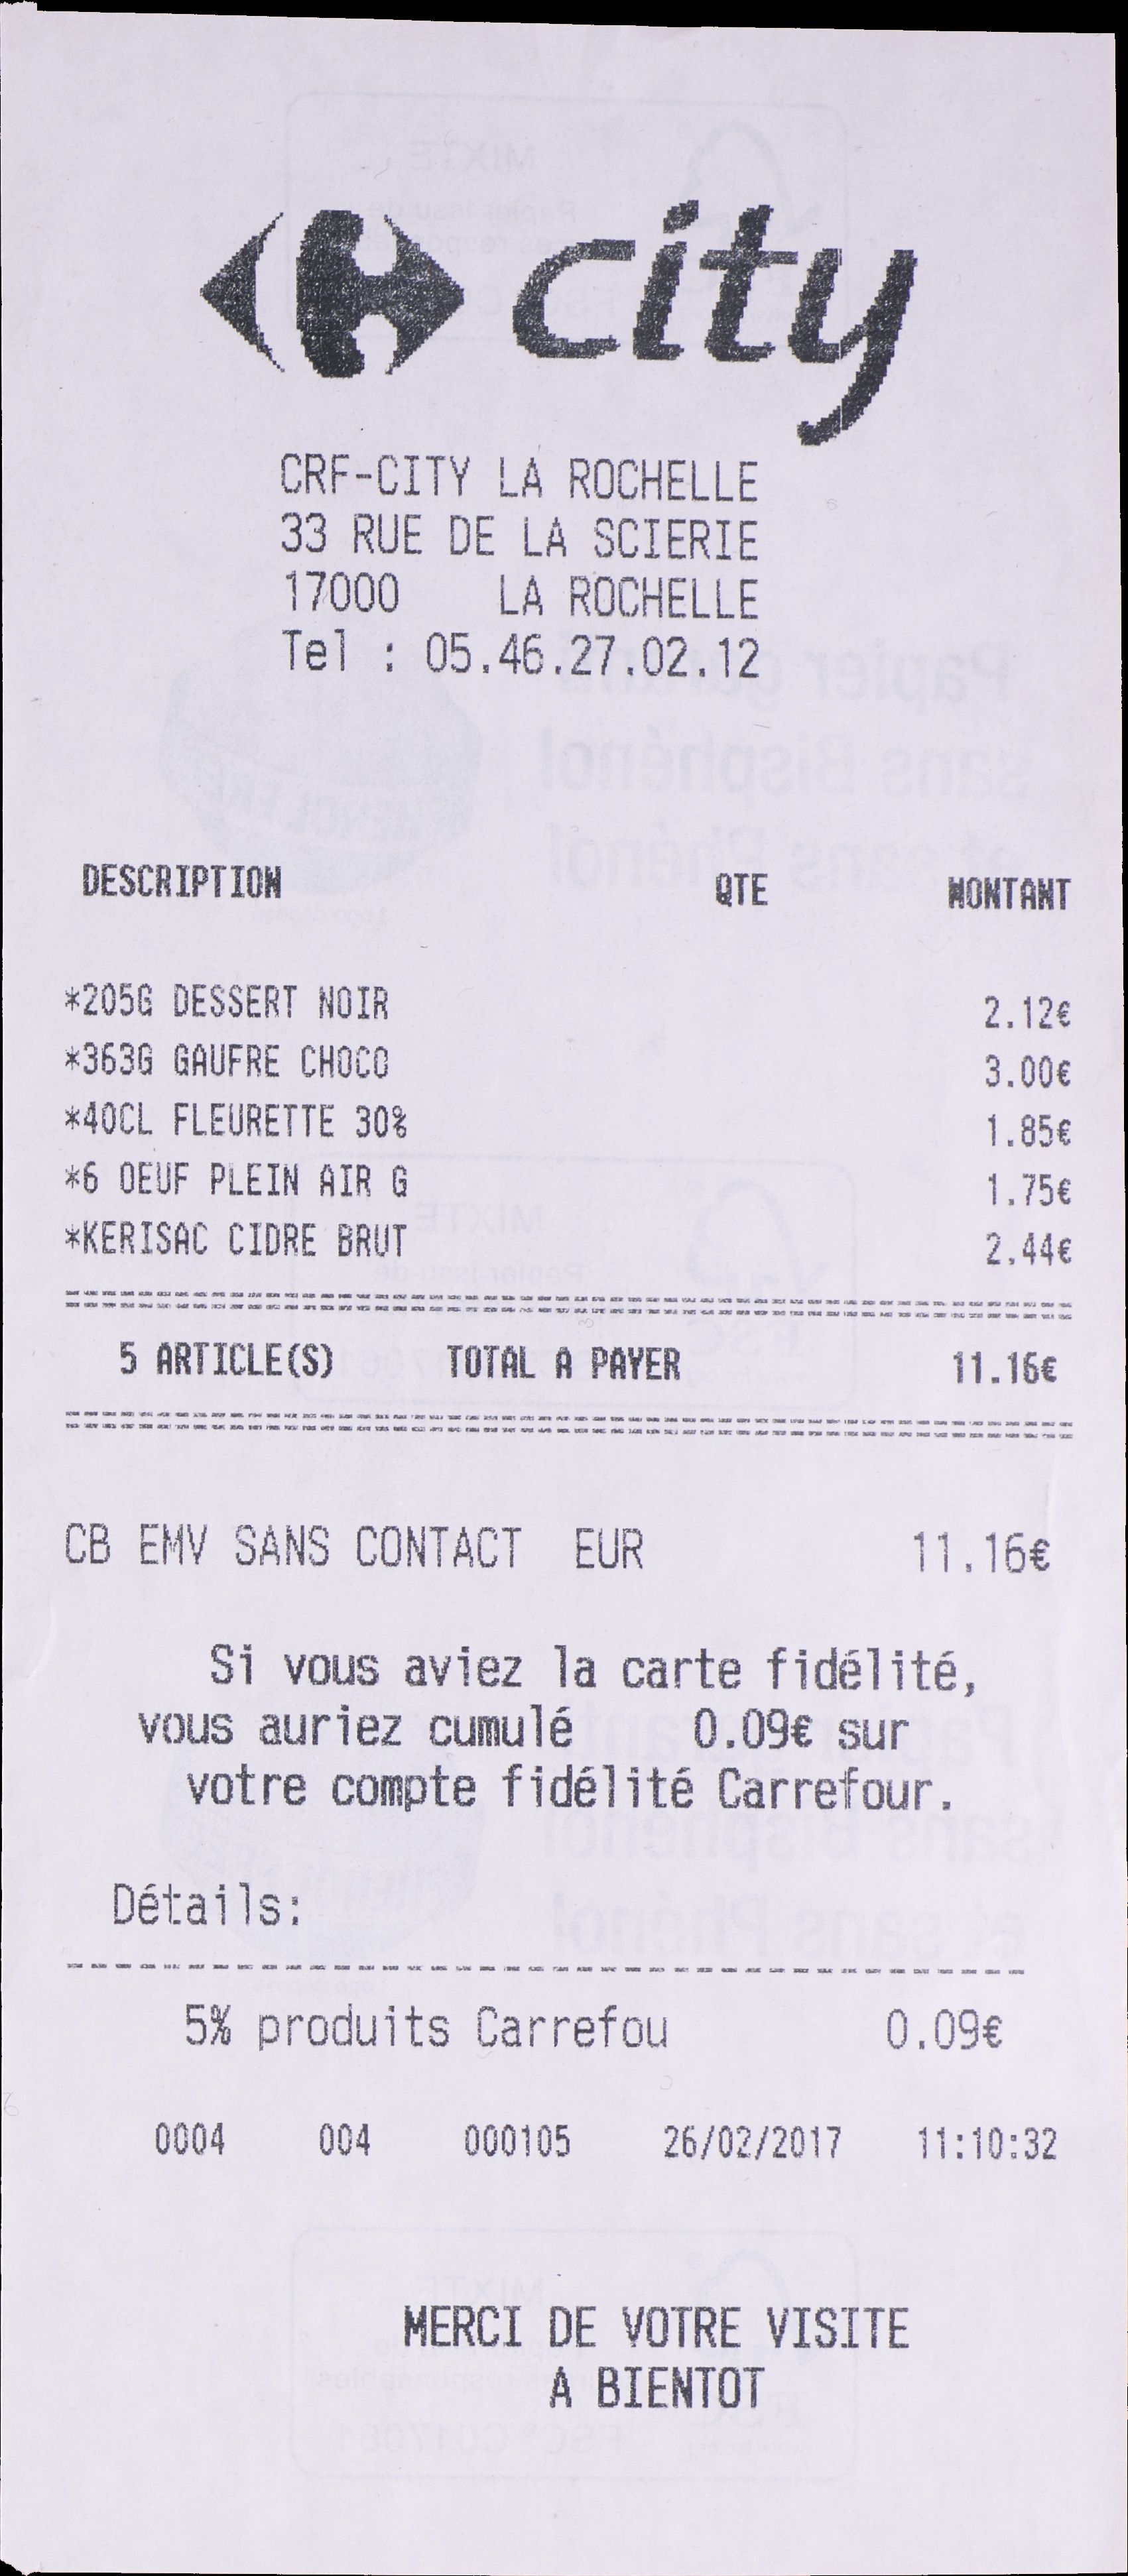 city
CRF-CITY LA ROCHELLE
33 RUE DE LA SCIERIE
17000 LA ROCHELLE
Tel : 05.46.27.02.12
DESCRIPTION QTE MONTANT
*205G DESSERT NOIR 2.12€
*363G GAUFRE CHOCO 3.00€
*40CL FLEURETTE 30% 1.85€
*6 OEUF PLEIN AIR G 1.75€
*KERISAC CIDRE BRUT 2.44€
5 ARTICLE(S) TOTAL A PAYER 11.16€
CB EMV SANS CONTACT EUR 11.16€
Si vous aviez la carte fidélité,
vous auriez cumulé 0.09€ sur
votre compte fidélité Carrefour.
Détails:
5% produits Carrefou 0.09€
0004 004 000105 26/02/2017 11:10:32
MERCI DE VOTRE VISITE
A BIENTOT